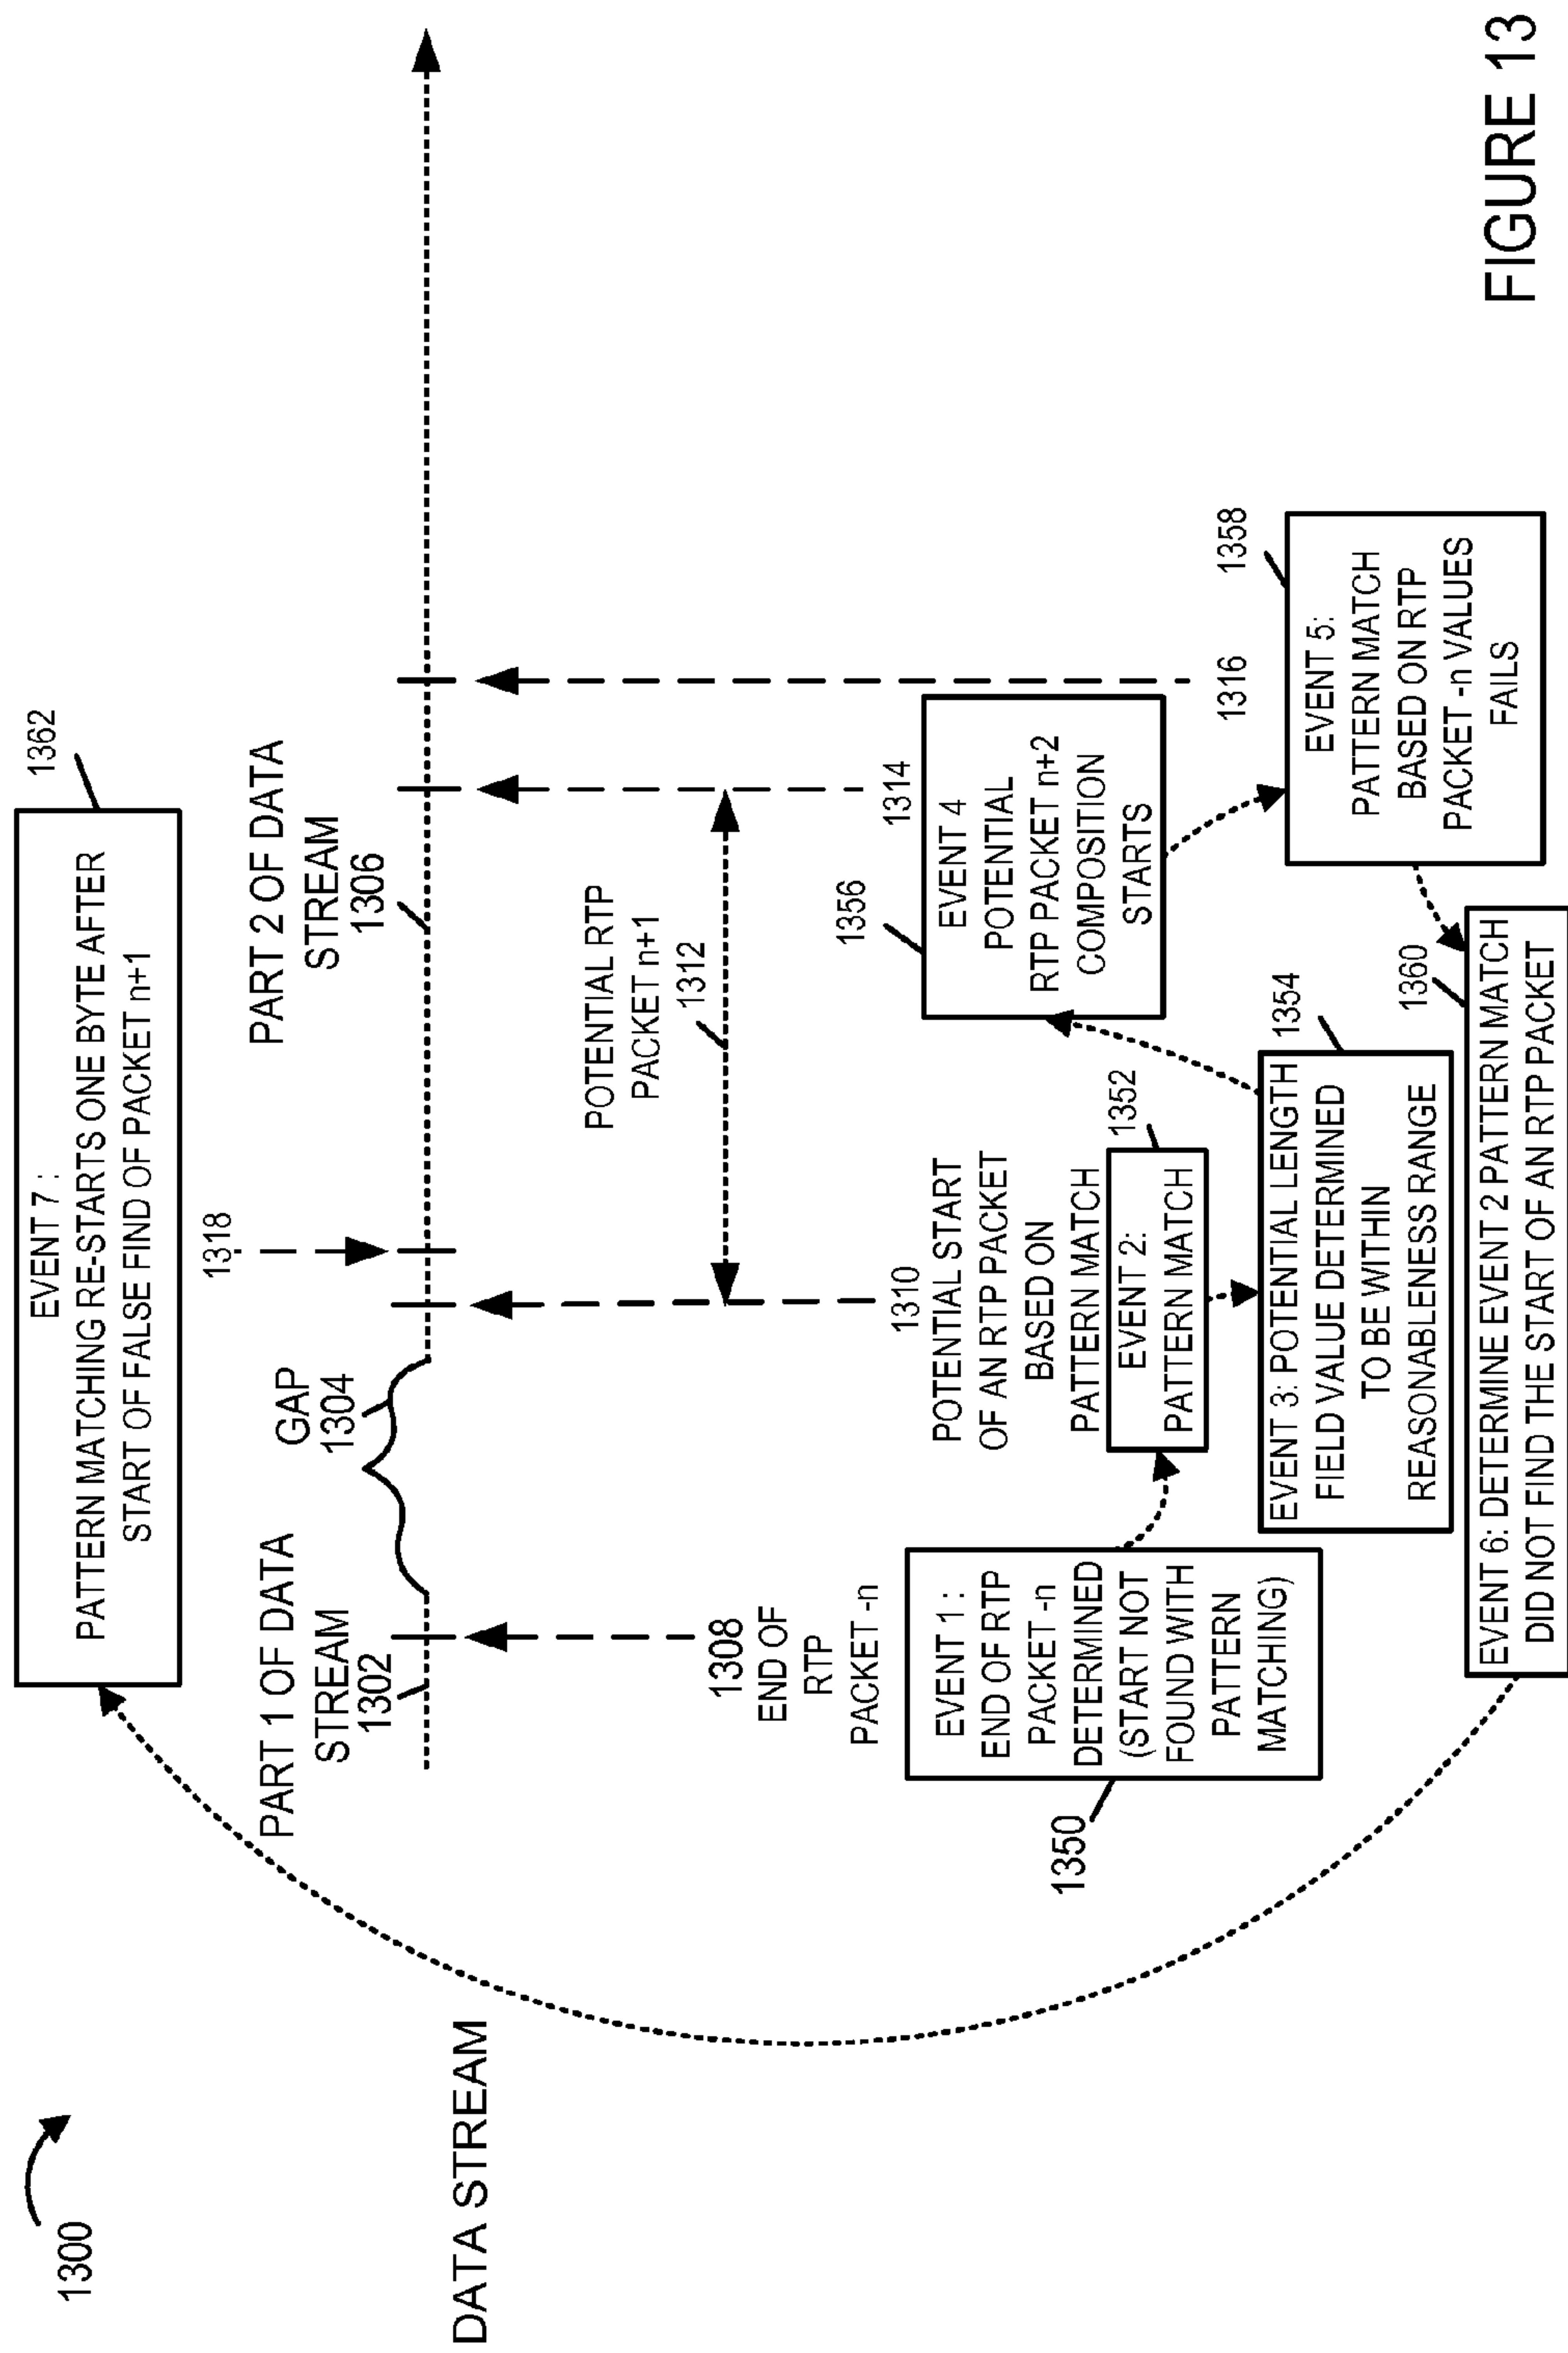 1300
EVENT 7 :
PATTERN MATCHING RE-STARTS ONE BYTE AFTER
START OF FALSE FIND OF PACKET n+1
1362
DATA STREAM
PART 1 OF DATA
STREAM
1302
GAP
1304
1318
PART 2 OF DATA
STREAM
1306
POTENTIAL RTP
PACKET n+1
1312
1308
END OF
RTP
PACKET -n
1310
POTENTIAL START
OF AN RTP PACKET
BASED ON
PATTERN MATCH
1314
1316
1350
EVENT 1 :
END OF RTP
PACKET -n
DETERMINED
(START NOT
FOUND WITH
PATTERN
MATCHING)
EVENT 2:
PATTERN MATCH
1352
EVENT 3: POTENTIAL LENGTH
FIELD VALUE DETERMINED
TO BE WITHIN
REASONABLENESS RANGE
1354
1356
EVENT 4
POTENTIAL
RTP PACKET n+2
COMPOSITION
STARTS
1358
EVENT 5:
PATTERN MATCH
BASED ON RTP
PACKET -n VALUES
FAILS
1360
EVENT 6: DETERMINE EVENT 2 PATTERN MATCH
DID NOT FIND THE START OF AN RTP PACKET
FIGURE 13